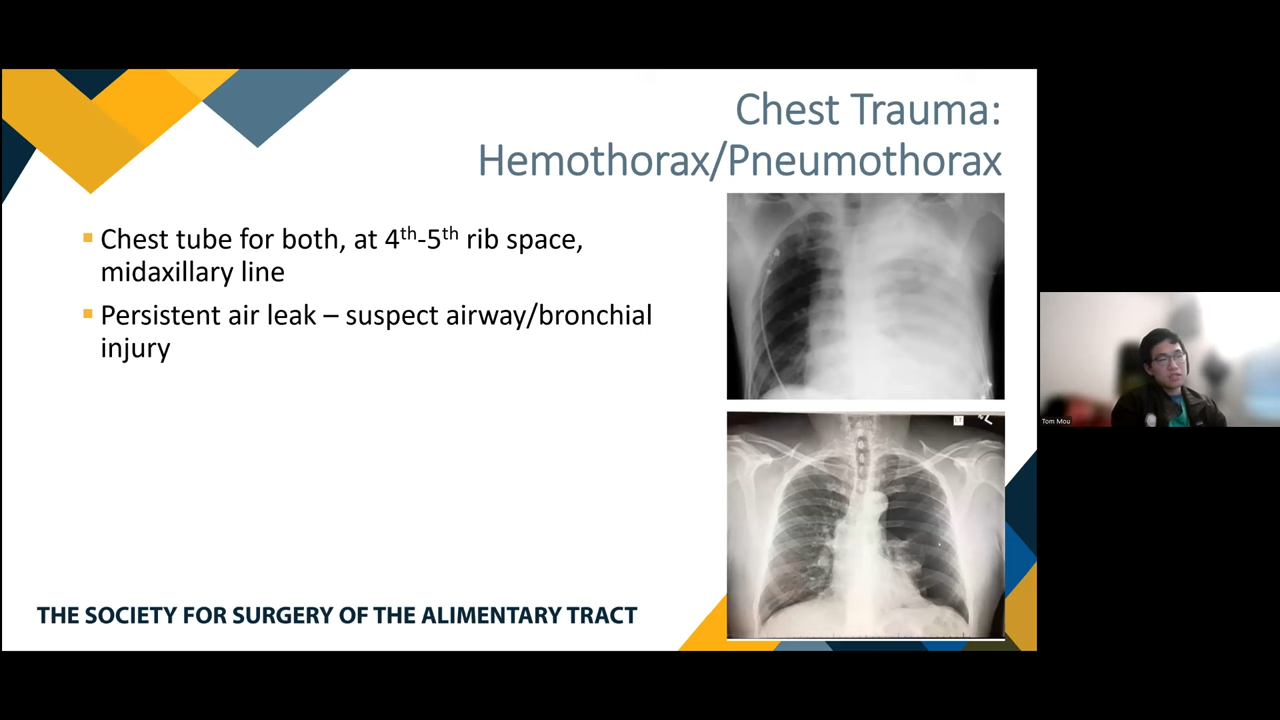 Chest Trauma:
Hemothorax/Pneumothorax
▪ Chest tube for both, at 4th-5th rib space,
midaxillary line
▪ Persistent air leak – suspect airway/bronchial
injury
THE SOCIETY FOR SURGERY OF THE ALIMENTARY TRACT
Tom Mou